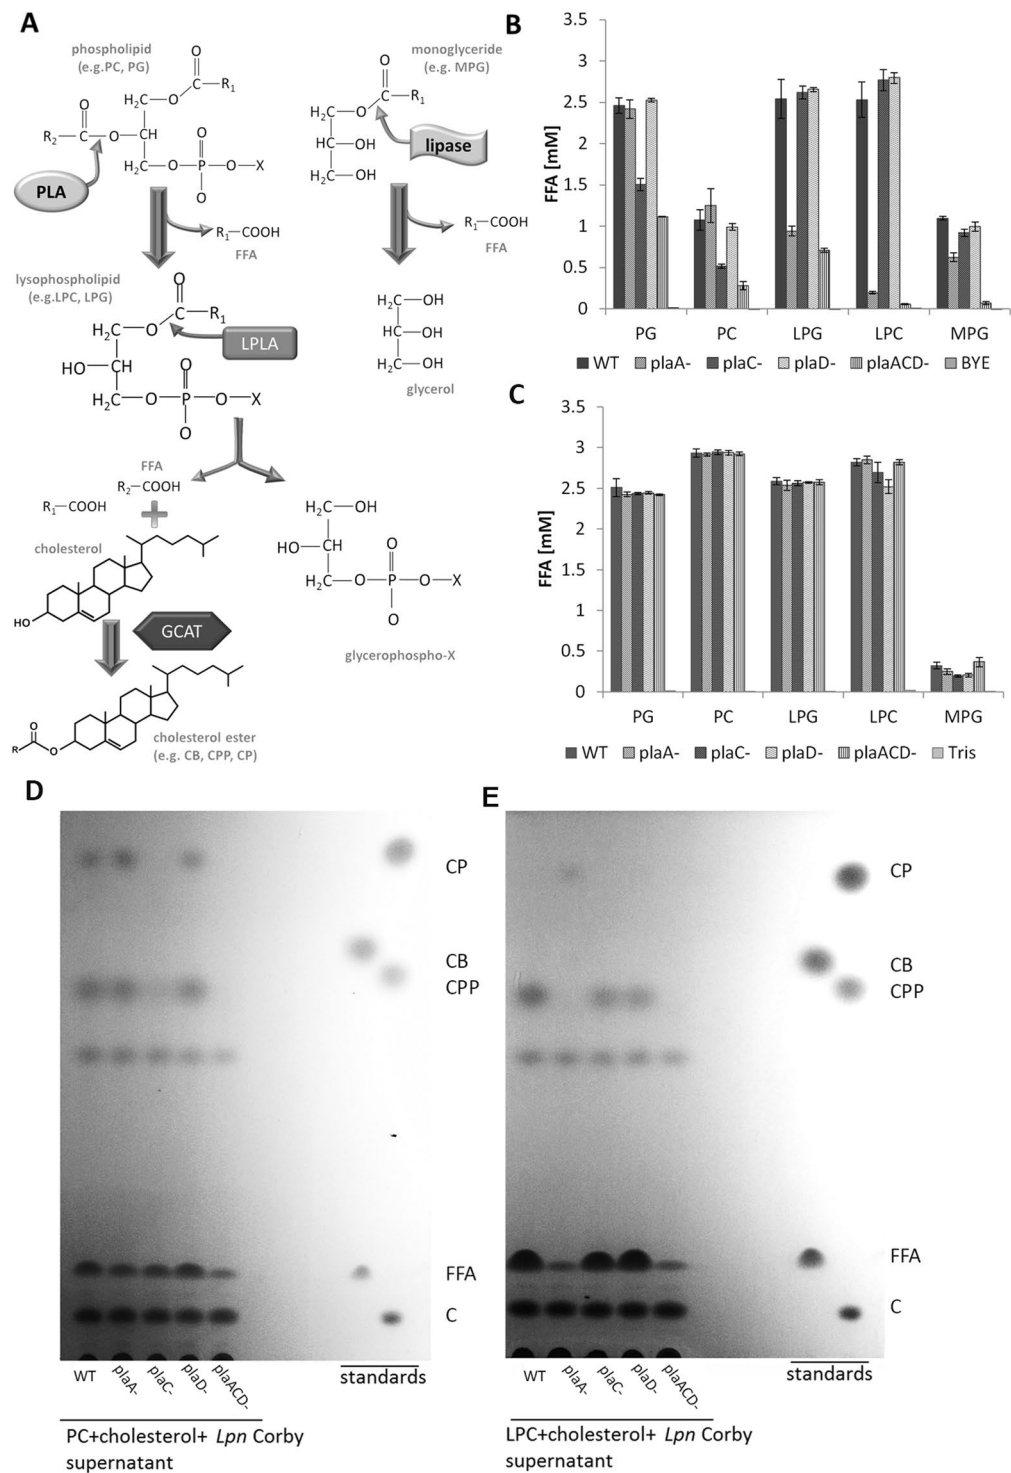 A
phospholipid
(e.g.PC, PG)
O
C—R1
H2C—O
O
R2—C—O—CH
O
H2C—O—P—O—X
O
PLA
R1—COOH
FFA
lysophospholipid
(e.g.LPC, LPG)
O
C—R1
H2C—O
HO—CH
O
H2C—O—P—O—X
O
LPLA
FFA
R2—COOH
R1—COOH
cholesterol
HO
GCAT
cholesterol ester
(e.g. CB, CPP, CP)
O
R
O
H2C—OH
HO—CH
O
H2C—O—P—O—X
O
glycerophospho-X
monoglyceride
(e.g. MPG)
O
C—R1
H2C—O
HC—OH
H2C—OH
lipase
R1—COOH
FFA
H2C—OH
HC—OH
H2C—OH
glycerol
B
FFA [mM]
3.5
3
2.5
2
1.5
1
0.5
0
PG PC LPG LPC MPG
WT plaA- plaC- plaD- plaACD- BYE
C
FFA [mM]
3.5
3
2.5
2
1.5
1
0.5
0
PG PC LPG LPC MPG
WT plaA- plaC- plaD- plaACD- Tris
D
CP
CB
CPP
FFA
C
WT plaA- plaC- plaD- plaACD-
standards
PC+cholesterol+ Lpn Corby
supernatant
E
CP
CB
CPP
FFA
C
WT plaA- plaC- plaD- plaACD-
standards
LPC+cholesterol+ Lpn Corby
supernatant